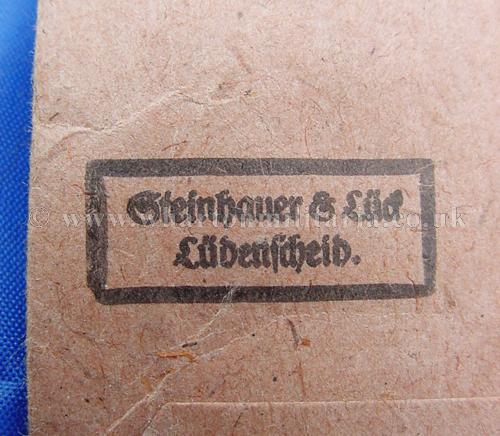 Steinhauer & Lück
Lüdenscheid.